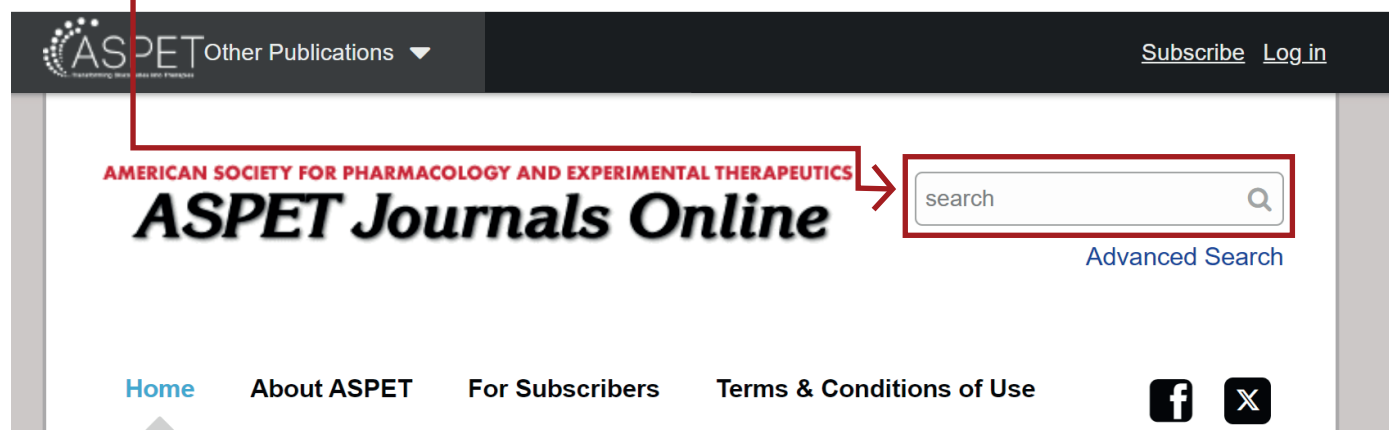 ASPET Other Publications
Subscribe Log in
AMERICAN SOCIETY FOR PHARMACOLOGY AND EXPERIMENTAL THERAPEUTICS
ASPET Journals Online
search
Advanced Search
Home About ASPET For Subscribers Terms & Conditions of Use